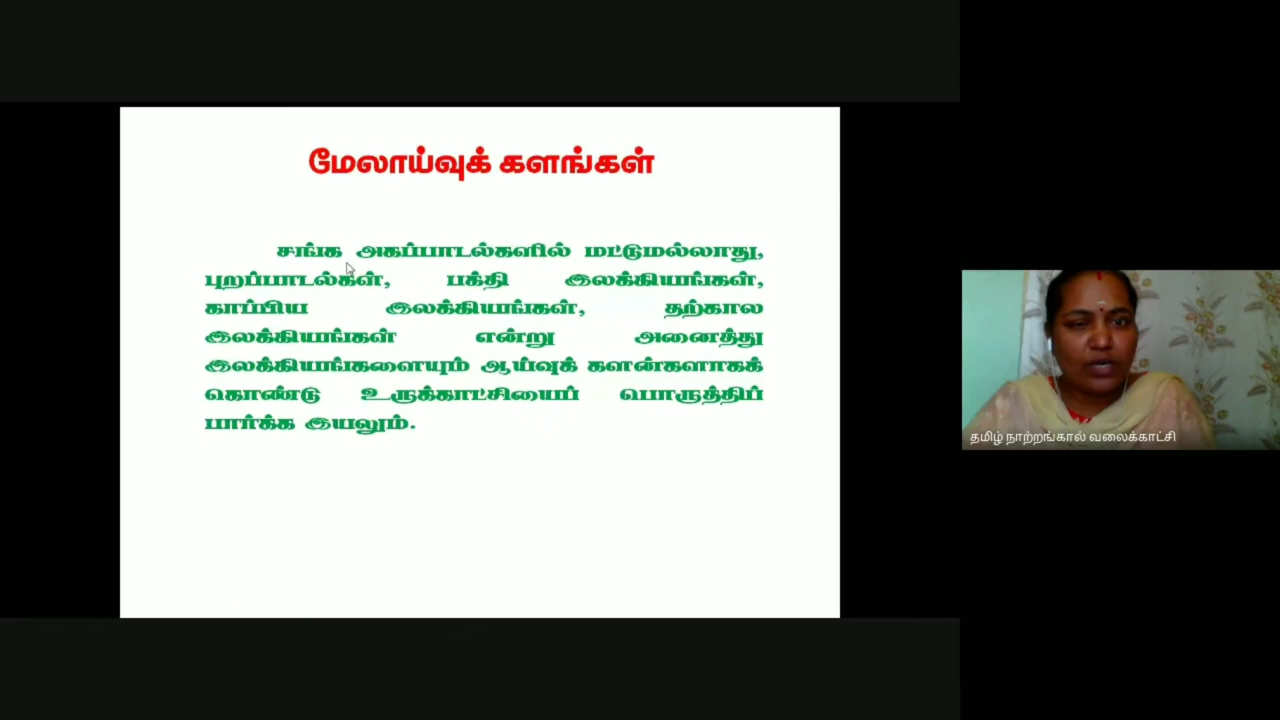 மேலாய்வுக் களங்கள்
சங்க அகப்பாடல்களில் மட்டுமல்லாது,
புறப்பாடல்கள், பக்தி இலக்கியங்கள்,
காப்பிய இலக்கியங்கள், தற்கால
இலக்கியங்கள் என்று அனைத்து
இலக்கியங்களையும் ஆய்வுக் களன்களாகக்
கொண்டு உருக்காட்சியைப் பொருத்திப்
பார்க்க இயலும்.
தமிழ் நாற்றங்கால் வலைக்காட்சி